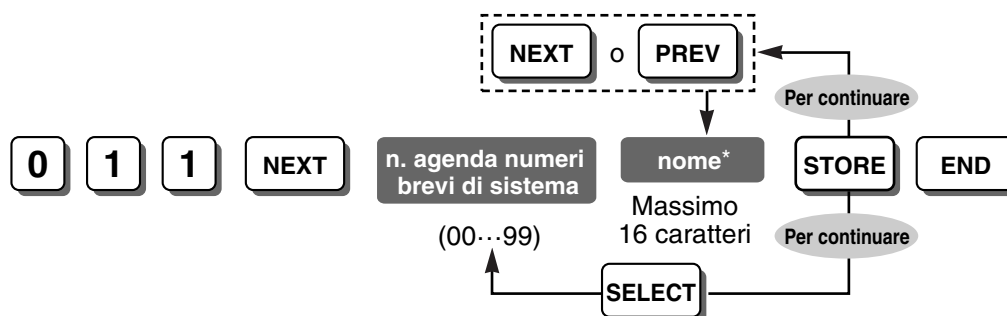 NEXT o PREV
Per continuare
0 1 1 NEXT n. agenda numeri brevi di sistema nome* STORE END
(00···99)
Massimo
16 caratteri
Per continuare
SELECT